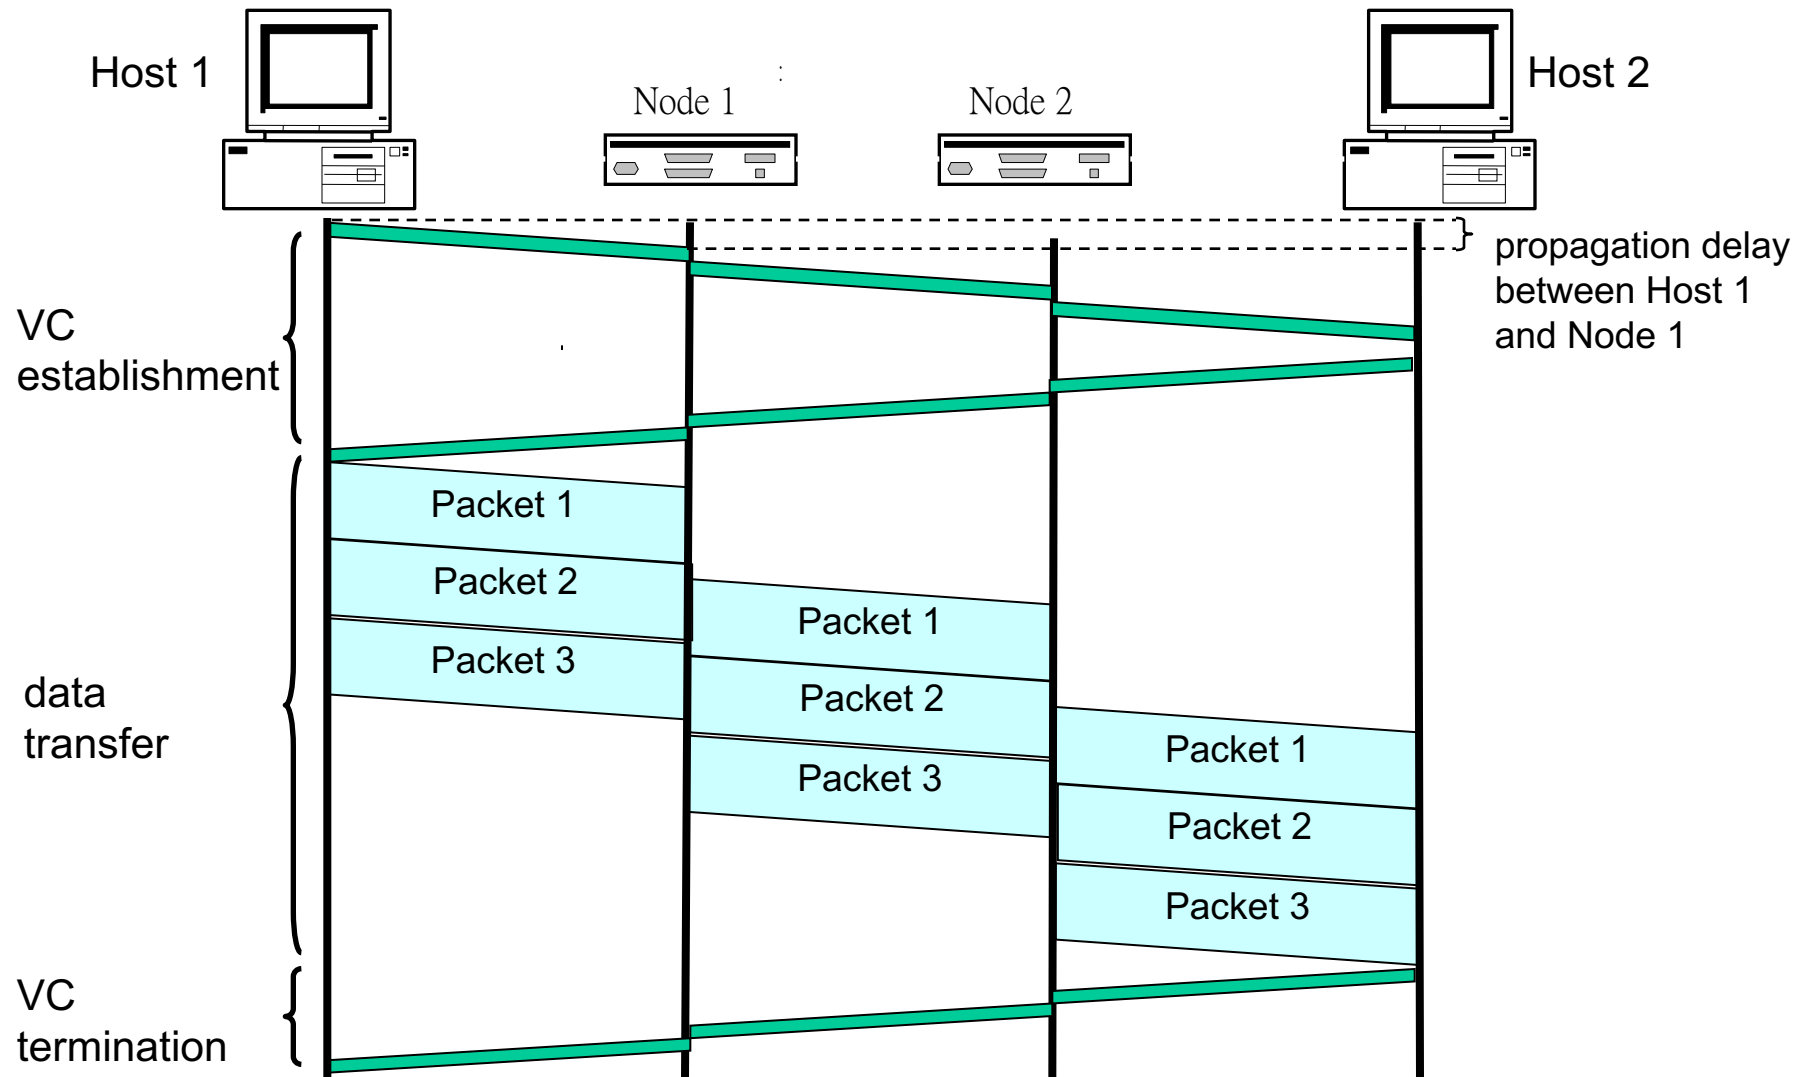 Host 1
Node 1
Node 2
Host 2
propagation delay
between Host 1
and Node 1
VC
establishment
Packet 1
Packet 2
Packet 3
Packet 1
Packet 2
Packet 3
Packet 1
Packet 2
Packet 3
data
transfer
VC
termination